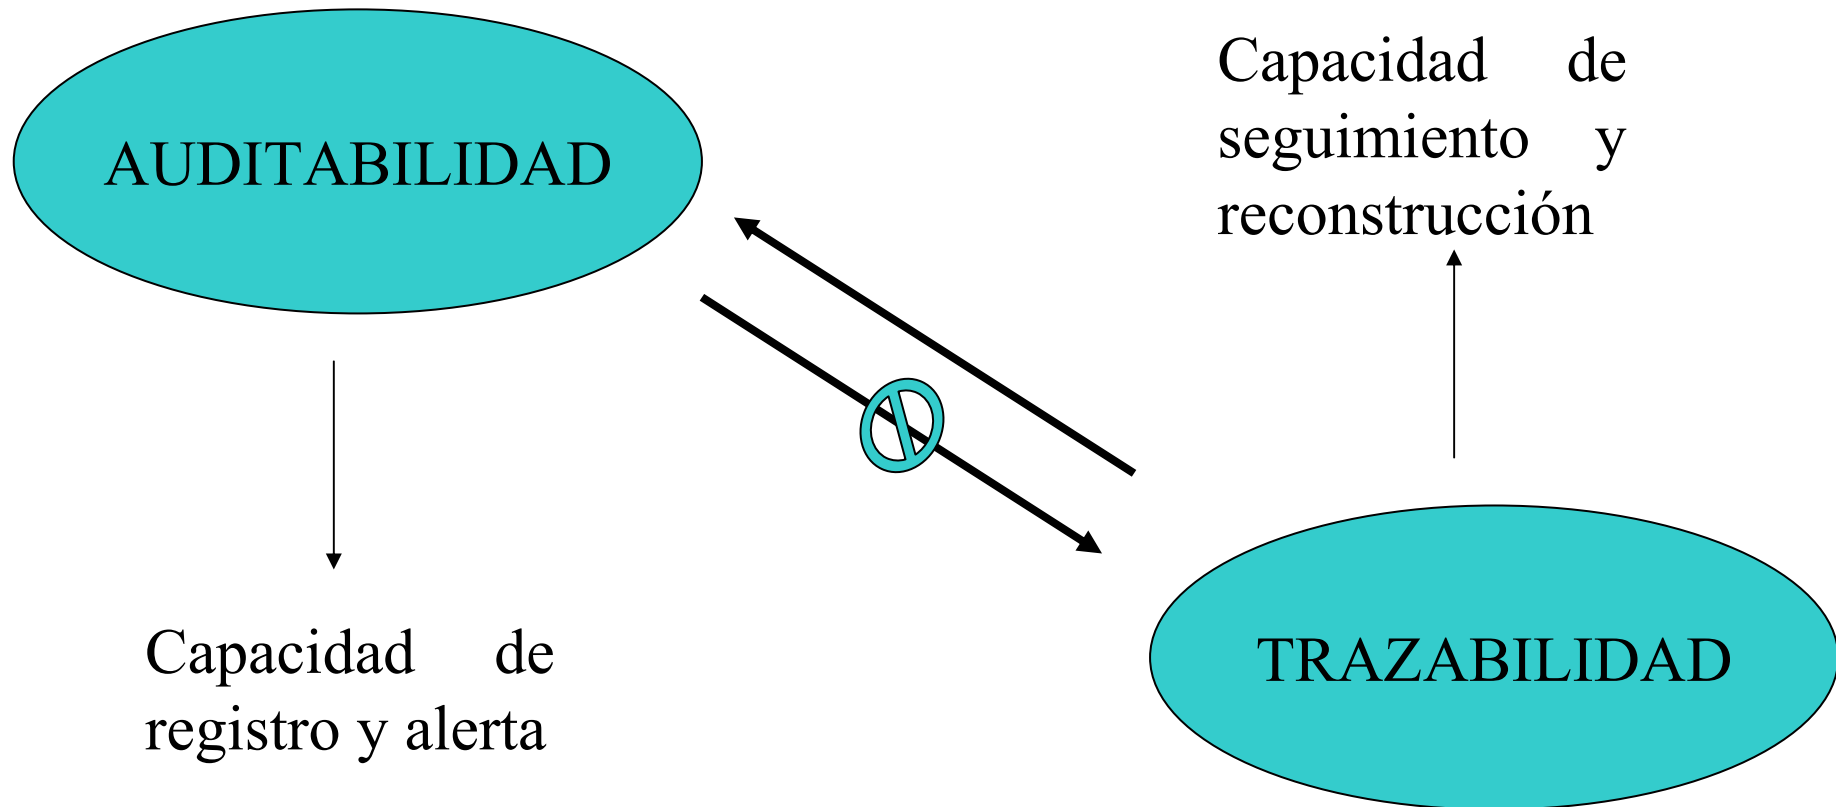 AUDITABILIDAD
Capacidad de
registro y alerta
Capacidad de
seguimiento y
reconstrucción
TRAZABILIDAD